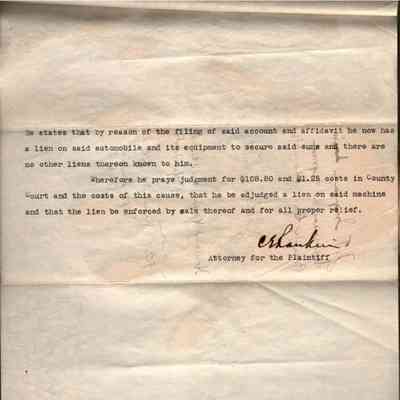 He states that by reason of the filing of said account and affidavit he now has
a lien on said automobile and its equipment to secure said sums and there are
no other liens thereon known to him.
Wherefore he prays judgment for $108.80 and $1.25 costs in County
Court and the costs of this cause, that he be adjudged a lien on said machine
and that the lien be enforced by sale thereof and for all proper relief.
Attorney for the Plaintiff